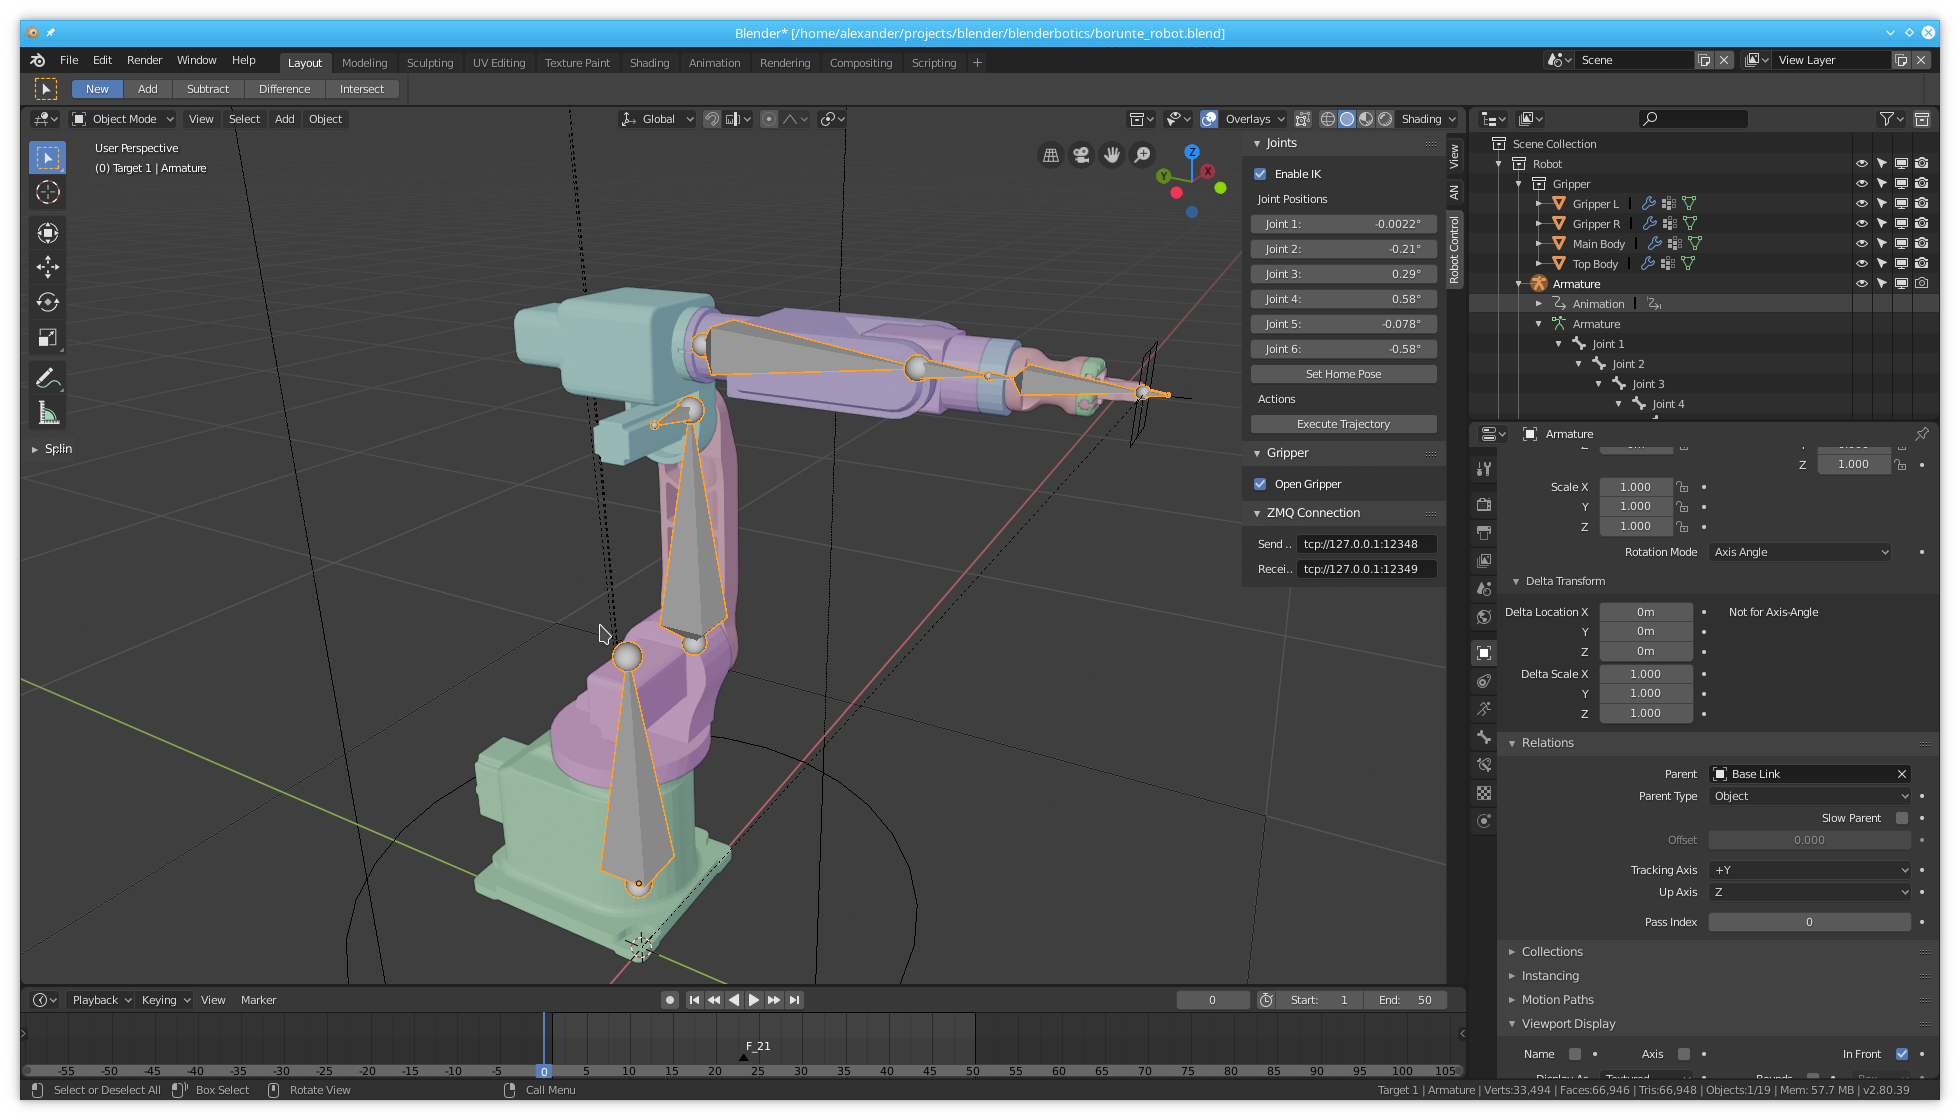 Blender* [/home/alexander/projects/blender/blenderbotics/borunte_robot.blend]
File Edit Render Window Help Layout Modeling Sculpting UV Editing Texture Paint Shading Animation Rendering Compositing Scripting + Scene View Layer
New Add Subtract Difference Intersect
Object Mode View Select Add Object Global Overlays Shading
User Perspective
(0) Target 1 | Armature
Splin
Z
Y
X
Joints
Enable IK
Joint Positions
Joint 1: -0.0022°
Joint 2: -0.21°
Joint 3: 0.29°
Joint 4: 0.58°
Joint 5: -0.078°
Joint 6: -0.58°
Set Home Pose
Actions
Execute Trajectory
Gripper
Open Gripper
ZMQ Connection
Send .. tcp://127.0.0.1:12348
Recei.. tcp://127.0.0.1:12349
View
AN
Robot Control
Scene Collection
Robot
Gripper
Gripper L
Gripper R
Main Body
Top Body
Armature
Animation
Armature
Joint 1
Joint 2
Joint 3
Joint 4
Armature
Z 1.000
Scale X 1.000
Y 1.000
Z 1.000
Rotation Mode Axis Angle
Delta Transform
Delta Location X 0m Not for Axis-Angle
Y 0m
Z 0m
Delta Scale X 1.000
Y 1.000
Z 1.000
Relations
Parent Base Link
Parent Type Object
Slow Parent
Offset 0.000
Tracking Axis +Y
Up Axis Z
Pass Index 0
Collections
Instancing
Motion Paths
Viewport Display
Name Axis In Front
Playback Keying View Marker 0 Start: 1 End: 50
F_21
-55 -50 -45 -40 -35 -30 -25 -20 -15 -10 -5 0 5 10 15 20 25 30 35 40 45 50 55 60 65 70 75 80 85 90 95 100 105
Select or Deselect All Box Select Rotate View Call Menu Target 1 | Armature | Verts:33,494 | Faces:66,946 | Tris:66,948 | Objects:1/19 | Mem: 57.7 MB | v2.80.39